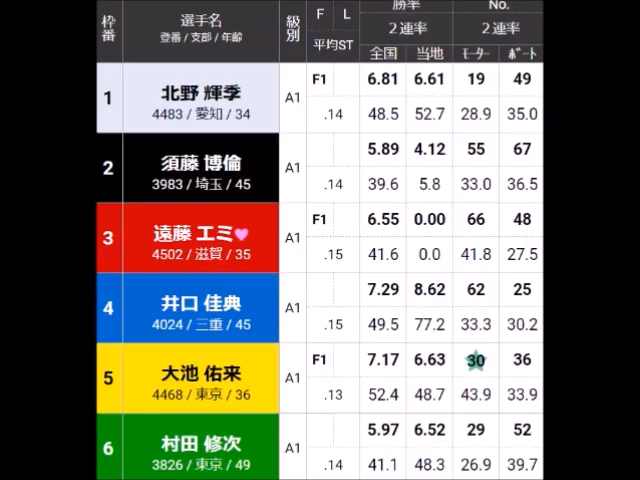 枠番 選手名 級別 F L 勝率 No.
登番 / 支部 / 年齢 平均ST 2連率 2連率
全国 当地 ﾓｰﾀｰ ﾎﾞｰﾄ
1 北野 輝季 A1 F1 6.81 6.61 19 49
4483 / 愛知 / 34 .14 48.5 52.7 28.9 35.0
2 須藤 博倫 A1 5.89 4.12 55 67
3983 / 埼玉 / 45 .14 39.6 5.8 33.0 36.5
3 遠藤 エミ A1 F1 6.55 0.00 66 48
4502 / 滋賀 / 35 .15 41.6 0.0 41.8 27.5
4 井口 佳典 A1 7.29 8.62 62 25
4024 / 三重 / 45 .15 49.5 77.2 33.3 30.2
5 大池 佑来 A1 F1 7.17 6.63 30 36
4468 / 東京 / 36 .13 52.4 48.7 43.9 33.9
6 村田 修次 A1 5.97 6.52 29 52
3826 / 東京 / 49 .14 41.1 48.3 26.9 39.7